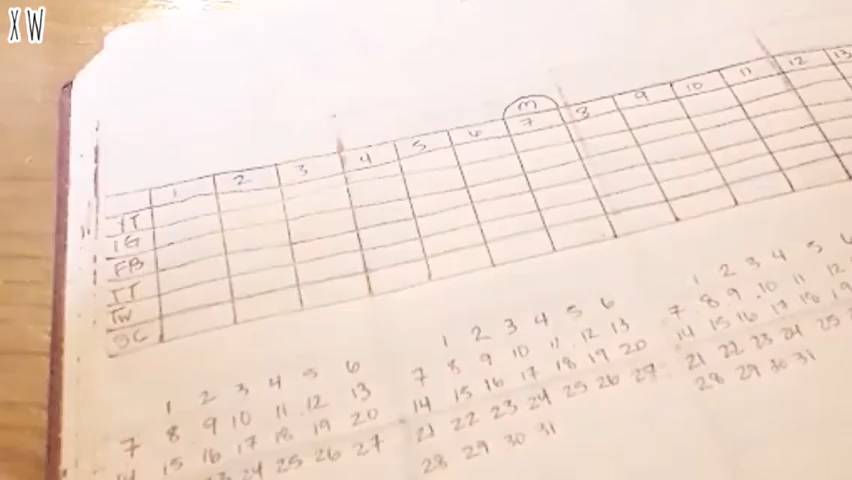 X W
m
1 2 3 4 5 6 7 8 9 10 11 12 13
YT
IG
FB
TT
TW
SC
1 2 3 4 5 6
7 8 9 10 11 12 13
14 15 16 17 18 19 20
23 24 25 26 27
1 2 3 4 5 6
7 8 9 10 11 12 13
14 15 16 17 18 19 20
21 22 23 24 25 26 27
28 29 30 31
1 2 3 4 5 6
7 8 9 10 11 12
14 15 16 17 18 19
21 22 23 24 25
28 29 30 31